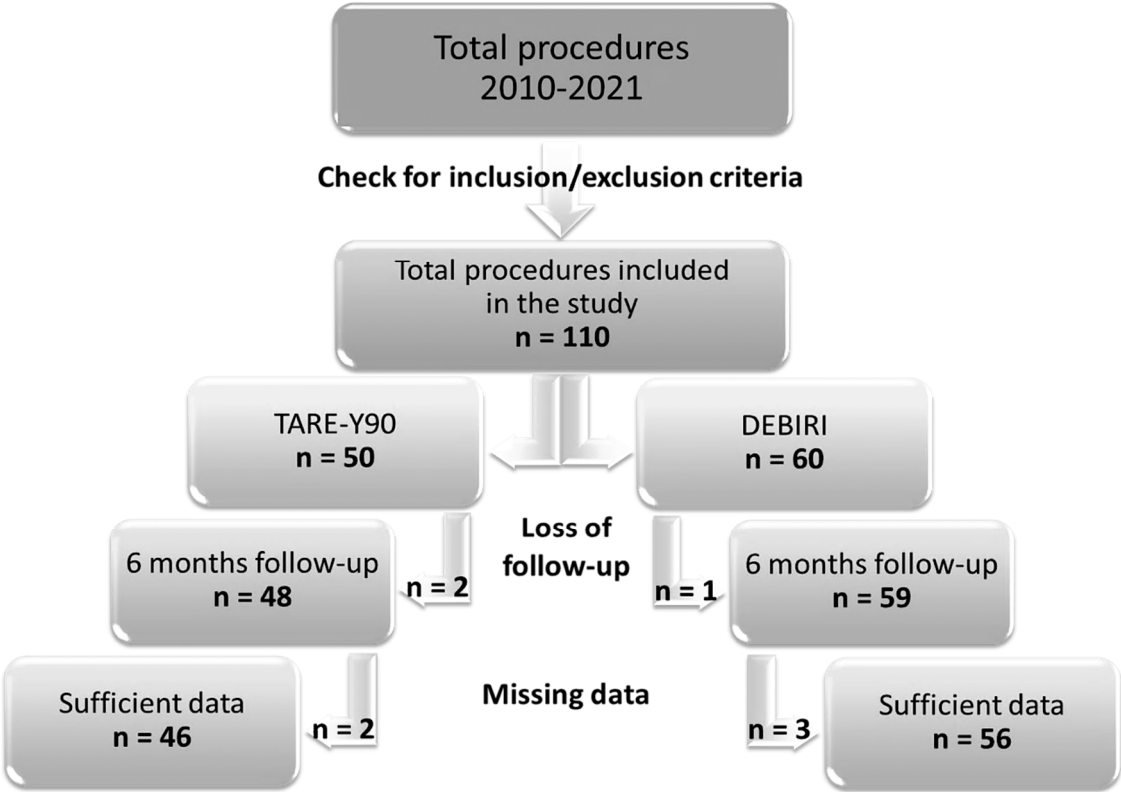 Total procedures
2010-2021
Check for inclusion/exclusion criteria
Total procedures included
in the study
n = 110
TARE-Y90
n = 50
DEBIRI
n = 60
Loss of
follow-up
6 months follow-up
n = 48
n = 2
n = 1
6 months follow-up
n = 59
Missing data
Sufficient data
n = 46
n = 2
n = 3
Sufficient data
n = 56